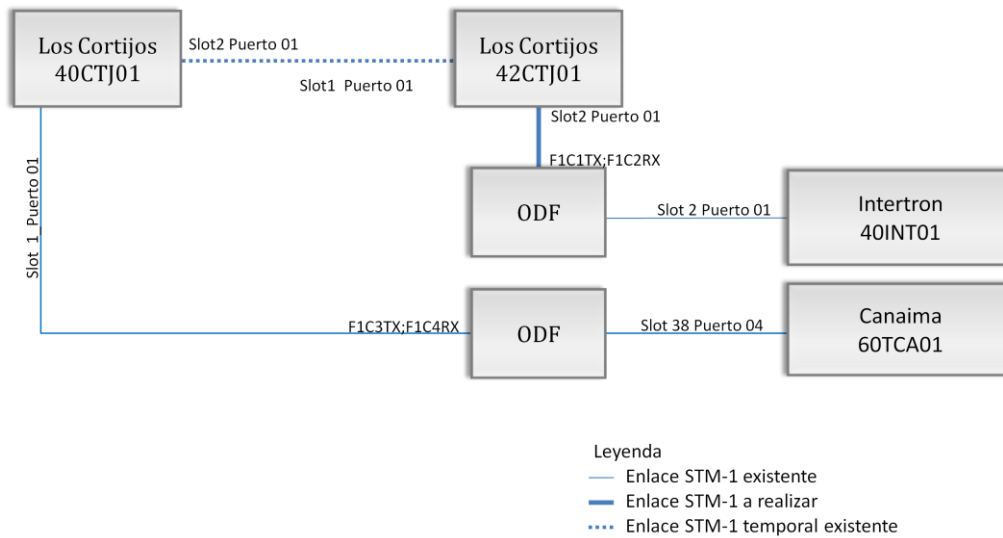 Los Cortijos
40CTJ01
Slot2 Puerto 01
Slot1 Puerto 01
Los Cortijos
42CTJ01
Slot2 Puerto 01
F1C1TX;F1C2RX
ODF
Slot 2 Puerto 01
Intertron
40INT01
Slot 1 Puerto 01
F1C3TX;F1C4RX
ODF
Slot 38 Puerto 04
Canaima
60TCA01
Leyenda
Enlace STM-1 existente
Enlace STM-1 a realizar
Enlace STM-1 temporal existente